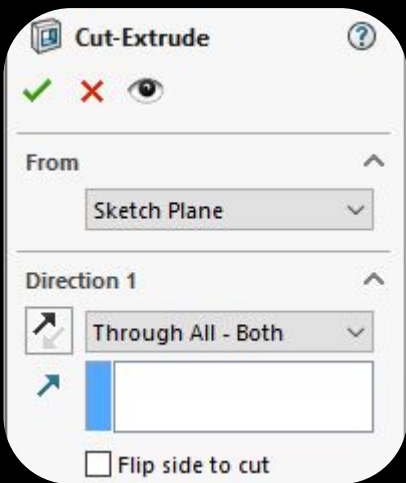 Cut-Extrude
?
From
Sketch Plane
Direction 1
Through All - Both
Flip side to cut